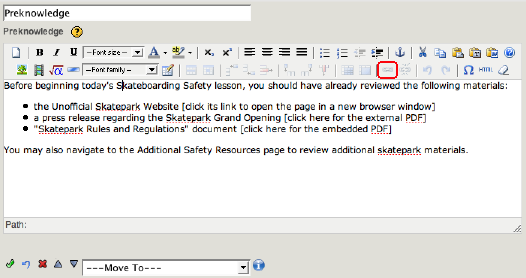 Preknowledge
Preknowledge
B I U --Font size-- A ab x₂ x²
--Font family-- Ω HTML
Before beginning today's Skateboarding Safety lesson, you should have already reviewed the following materials:
the Unofficial Skatepark Website [click its link to open the page in a new browser window]
a press release regarding the Skatepark Grand Opening [click here for the external PDF]
"Skatepark Rules and Regulations" document [click here for the embedded PDF]
You may also navigate to the Additional Safety Resources page to review additional skatepark materials.
Path:
---Move To---